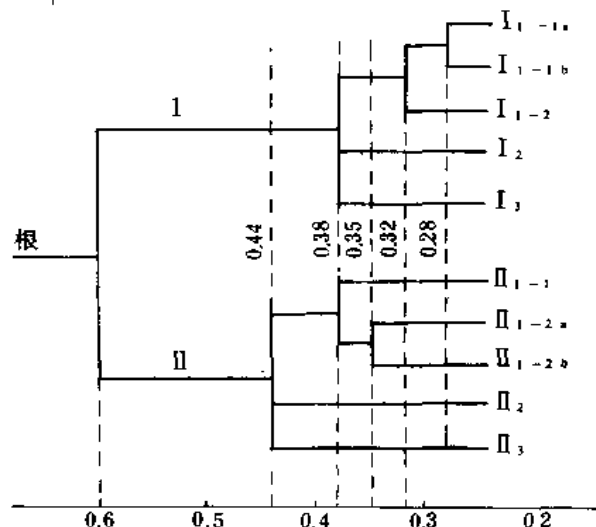 I₁₋₁ₐ
I₁₋₁b
I₁₋₂
I₂
I₃
I
根
0.44
0.38
0.35
0.32
0.28
II₁₋₁
II₁₋₂ₐ
II₁₋₂b
II
II₂
II₃
0.6 0.5 0.4 0.3 0.2